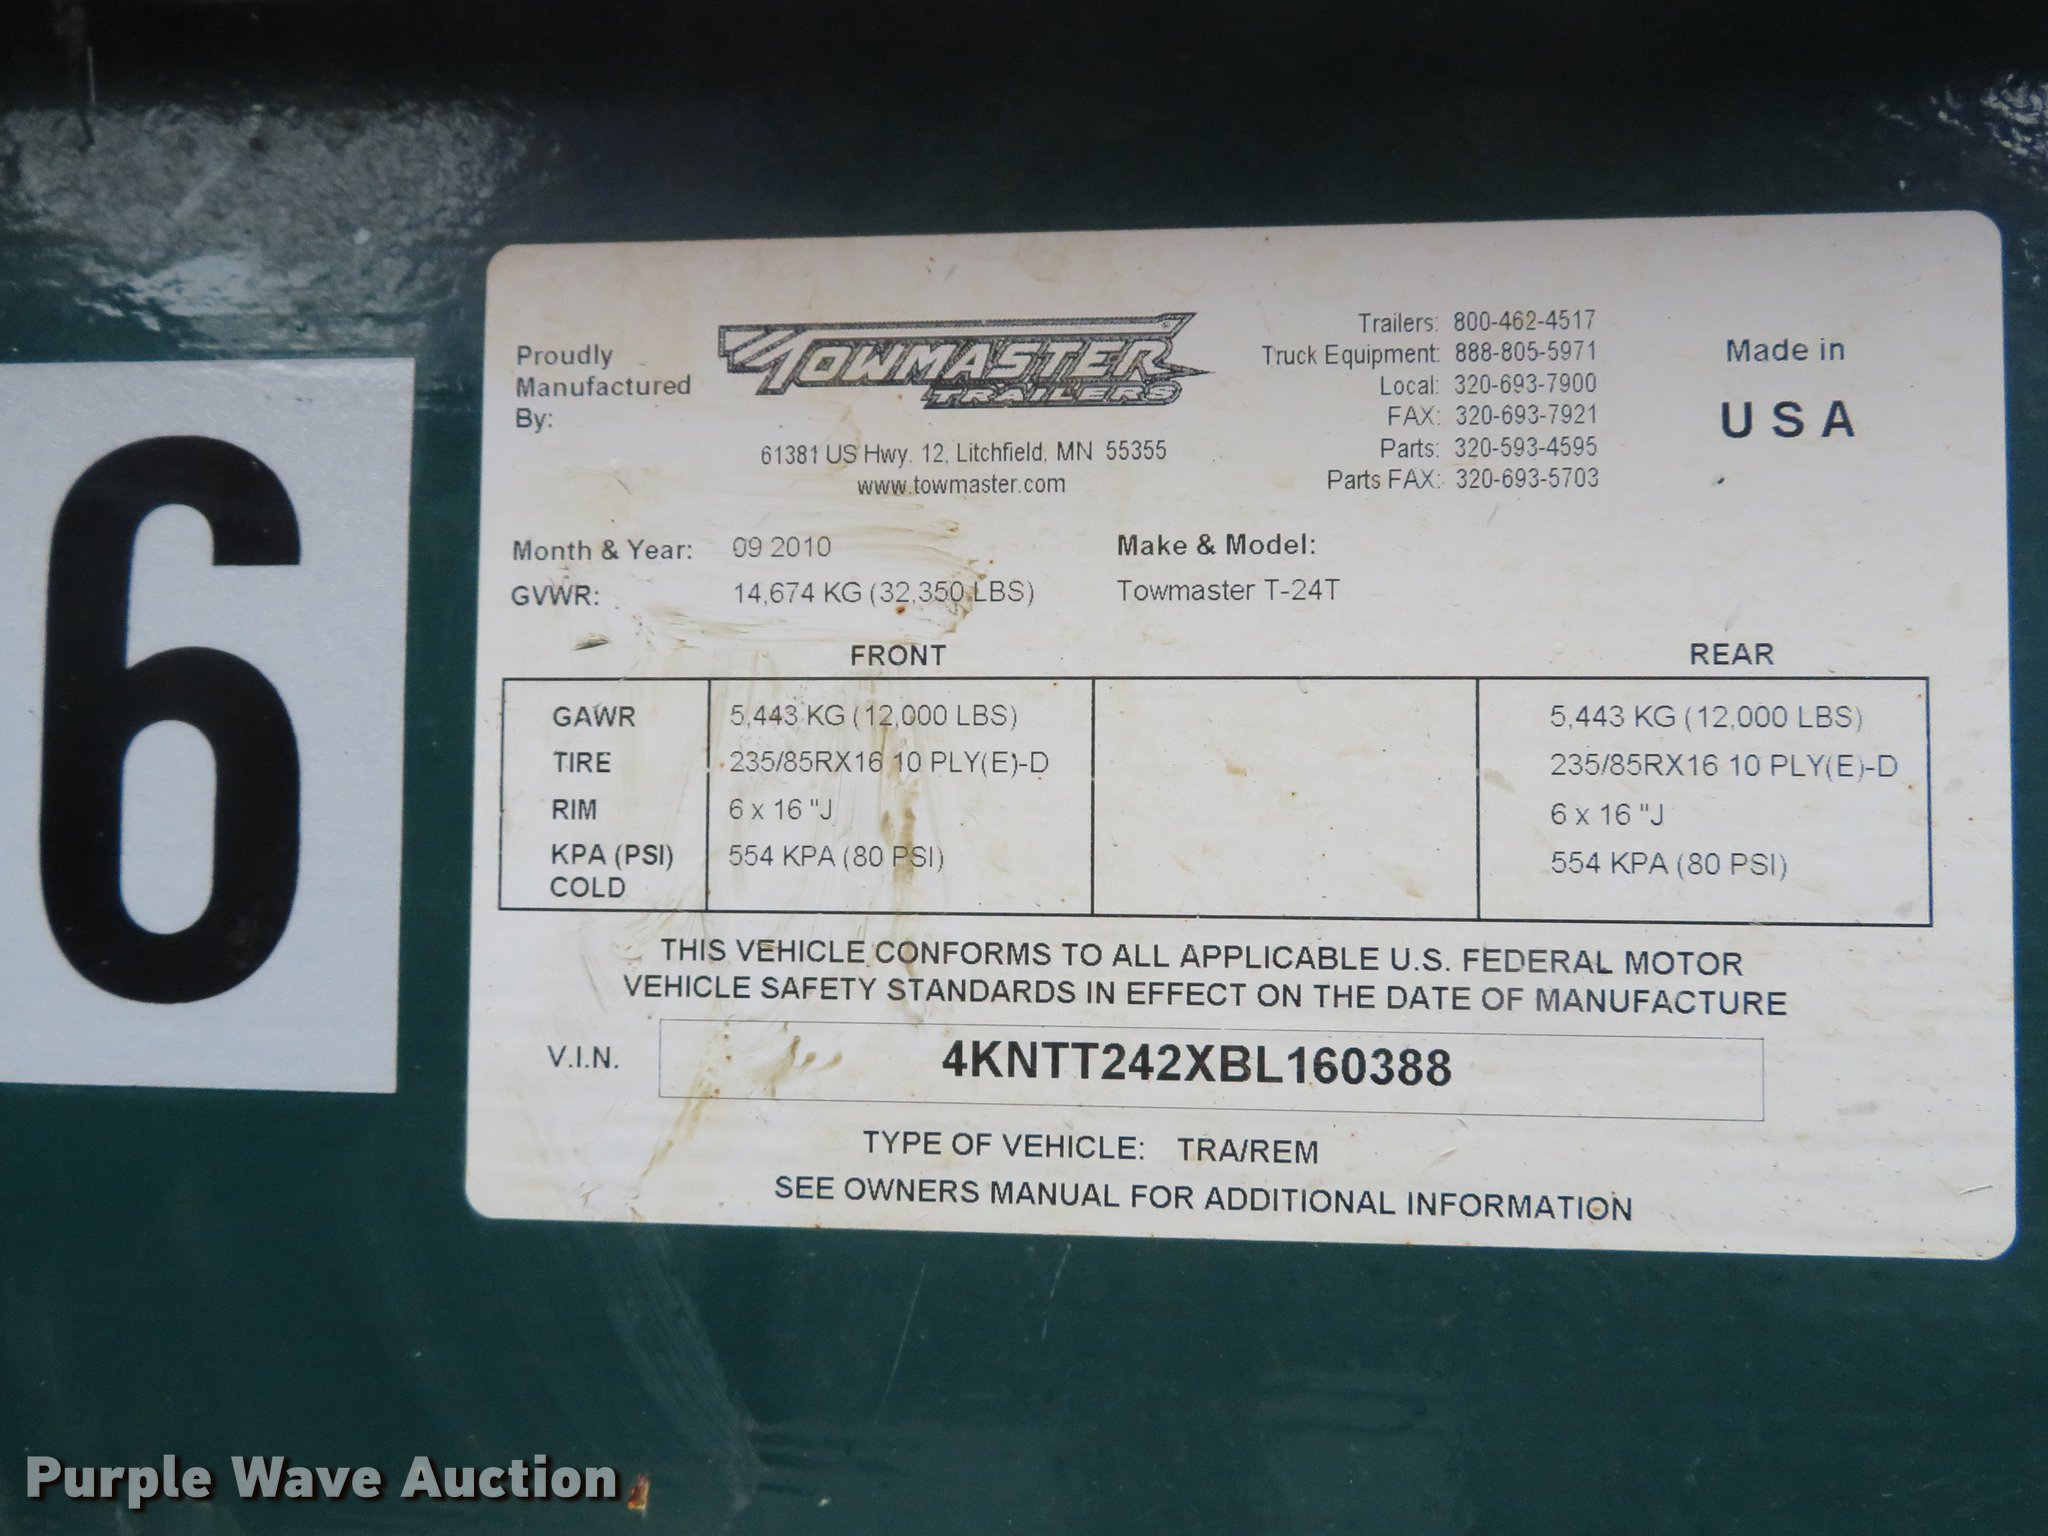 6
Proudly
Manufactured
By:
TOWMASTER®
TRAILERS
61381 US Hwy. 12, Litchfield, MN 55355
www.towmaster.com
Trailers: 800-462-4517
Truck Equipment: 888-805-5971
Local: 320-693-7900
FAX: 320-693-7921
Parts: 320-593-4595
Parts FAX: 320-693-5703
Made in
USA
Month & Year: 09 2010
GVWR: 14,674 KG (32,350 LBS)
Make & Model:
Towmaster T-24T
FRONT REAR
GAWR 5,443 KG (12,000 LBS) 5,443 KG (12,000 LBS)
TIRE 235/85RX16 10 PLY(E)-D 235/85RX16 10 PLY(E)-D
RIM 6 x 16 "J 6 x 16 "J
KPA (PSI) 554 KPA (80 PSI) 554 KPA (80 PSI)
COLD
THIS VEHICLE CONFORMS TO ALL APPLICABLE U.S. FEDERAL MOTOR
VEHICLE SAFETY STANDARDS IN EFFECT ON THE DATE OF MANUFACTURE
V.I.N. 4KNTT242XBL160388
TYPE OF VEHICLE: TRA/REM
SEE OWNERS MANUAL FOR ADDITIONAL INFORMATION
Purple Wave Auction